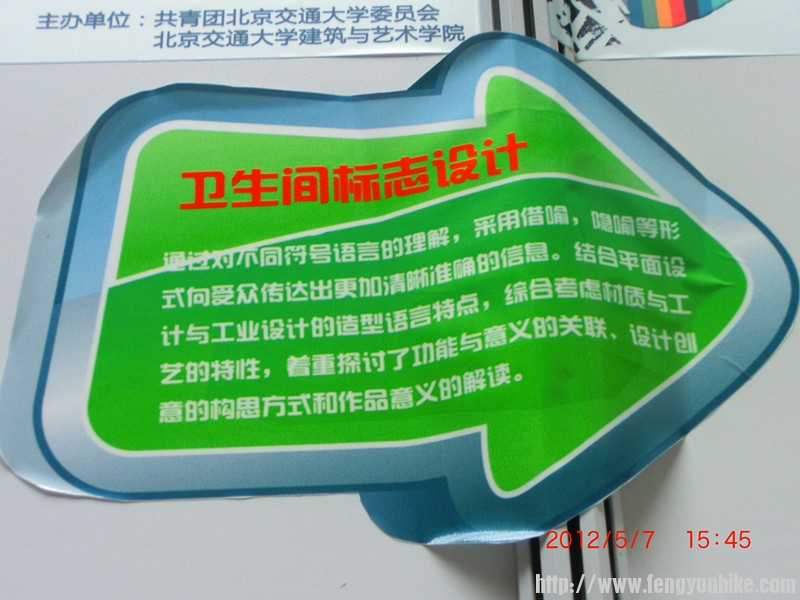 主办单位：共青团北京交通大学委员会
北京交通大学建筑与艺术学院
卫生间标志设计
通过对不同符号语言的理解，采用借喻，隐喻等形
式向受众传达出更加清晰准确的信息。结合平面设
计与工业设计的造型语言特点，综合考虑材质与工
艺的特性，着重探讨了功能与意义的关联、设计创
意的构思方式和作品意义的解读。
2012/5/7 15:45
http://www.fengyunbike.com